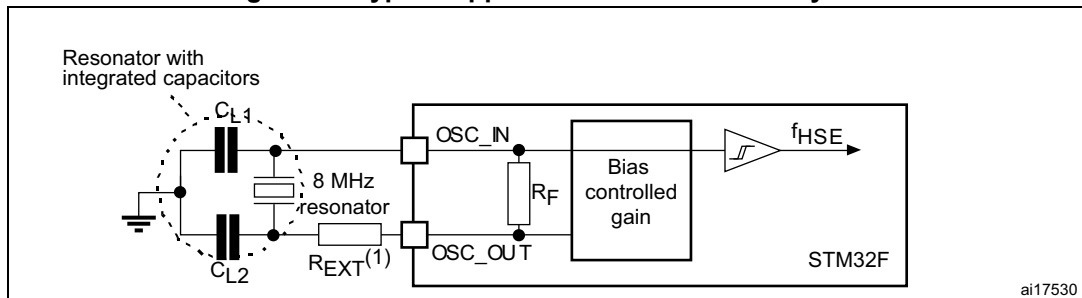 Resonator with
integrated capacitors
CL1
OSC_IN
fHSE
8 MHz
resonator
RF
Bias
controlled
gain
REXT(1)
OSC_OUT
STM32F
CL2
ai17530